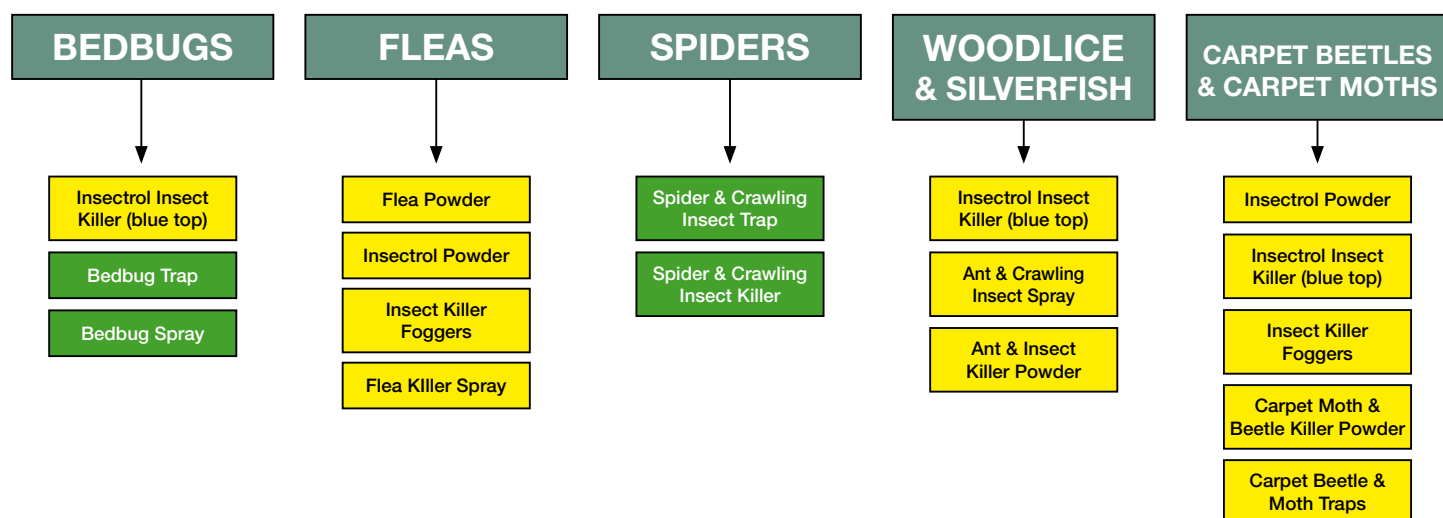 BEDBUGS
Insectrol Insect
Killer (blue top)
Bedbug Trap
Bedbug Spray
FLEAS
Flea Powder
Insectrol Powder
Insect Killer
Foggers
Flea KIller Spray
SPIDERS
Spider & Crawling
Insect Trap
Spider & Crawling
Insect Killer
WOODLICE
& SILVERFISH
Insectrol Insect
Killer (blue top)
Ant & Crawling
Insect Spray
Ant & Insect
Killer Powder
CARPET BEETLES
& CARPET MOTHS
Insectrol Powder
Insectrol Insect
Killer (blue top)
Insect Killer
Foggers
Carpet Moth &
Beetle Killer Powder
Carpet Beetle &
Moth Traps